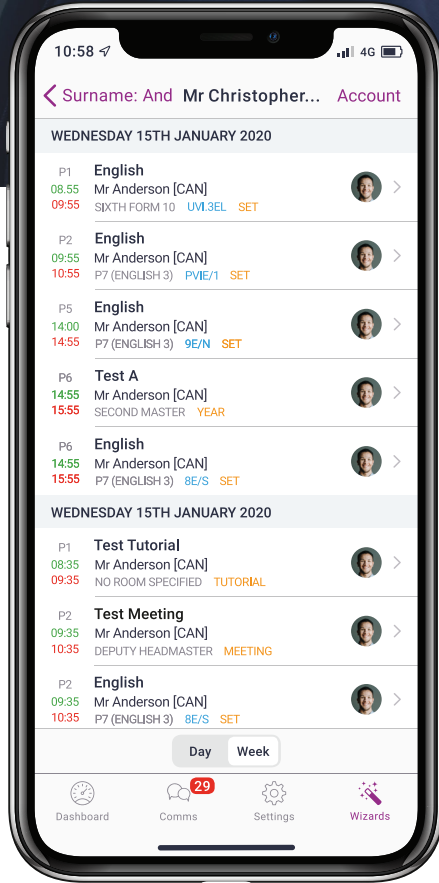 10:58 4G
Surname: And Mr Christopher... Account
WEDNESDAY 15TH JANUARY 2020
P1 English
08.55 Mr Anderson [CAN]
09:55 SIXTH FORM 10 UVI.3EL SET
P2 English
09:55 Mr Anderson [CAN]
10:55 P7 (ENGLISH 3) PVIE/1 SET
P5 English
14:00 Mr Anderson [CAN]
14:55 P7 (ENGLISH 3) 9E/N SET
P6 Test A
14:55 Mr Anderson [CAN]
15:55 SECOND MASTER YEAR
P6 English
14:55 Mr Anderson [CAN]
15:55 P7 (ENGLISH 3) 8E/S SET
WEDNESDAY 15TH JANUARY 2020
P1 Test Tutorial
08:35 Mr Anderson [CAN]
09:35 NO ROOM SPECIFIED TUTORIAL
P2 Test Meeting
09:35 Mr Anderson [CAN]
10:35 DEPUTY HEADMASTER MEETING
P2 English
09:35 Mr Anderson [CAN]
10:35 P7 (ENGLISH 3) 8E/S SET
Day Week
29
Dashboard Comms Settings Wizards